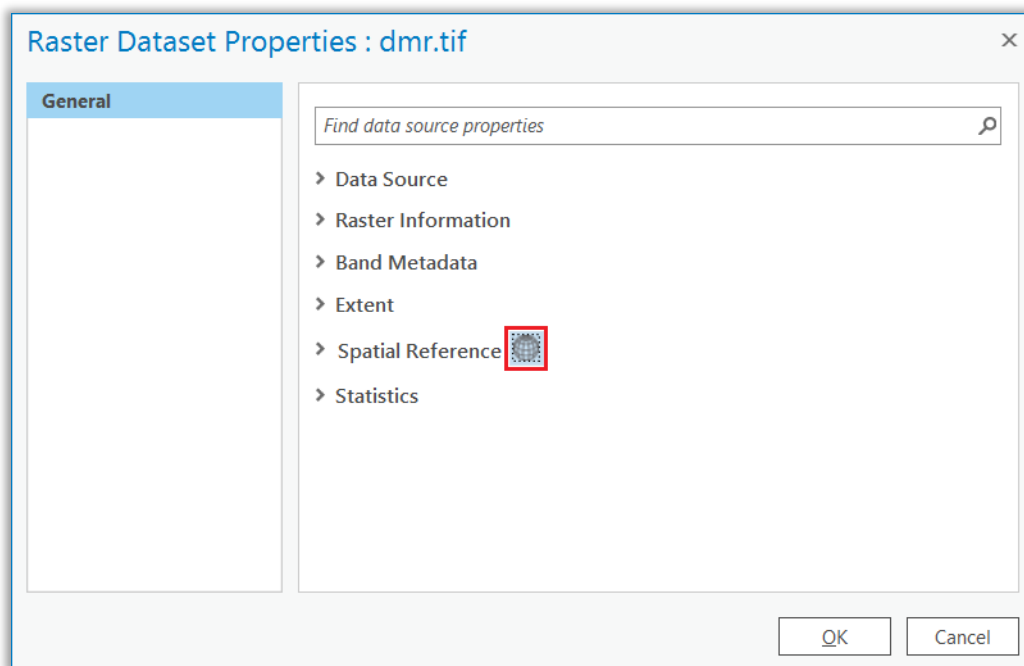 Raster Dataset Properties : dmr.tif
General
Find data source properties
Data Source
Raster Information
Band Metadata
Extent
Spatial Reference
Statistics
OK Cancel